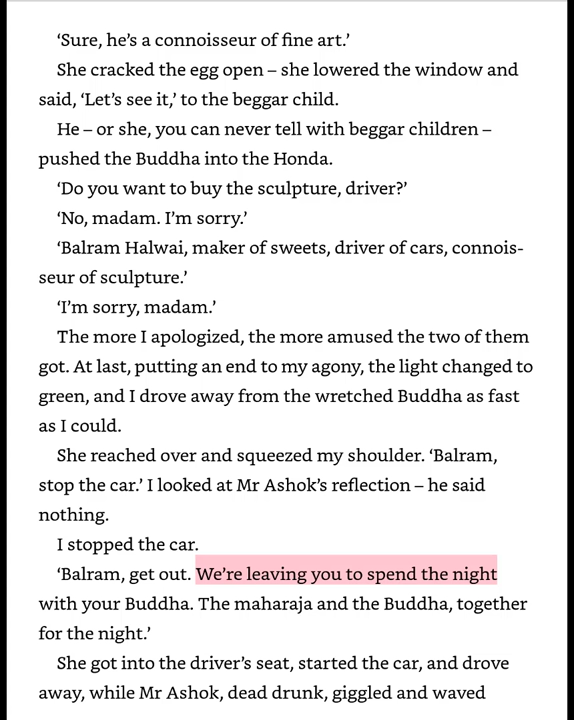 ‘Sure, he’s a connoisseur of fine art.’
She cracked the egg open – she lowered the window and
said, ‘Let’s see it,’ to the beggar child.
He – or she, you can never tell with beggar children –
pushed the Buddha into the Honda.
‘Do you want to buy the sculpture, driver?’
‘No, madam. I’m sorry.’
‘Balram Halwai, maker of sweets, driver of cars, connois-
seur of sculpture.’
‘I’m sorry, madam.’
The more I apologized, the more amused the two of them
got. At last, putting an end to my agony, the light changed to
green, and I drove away from the wretched Buddha as fast
as I could.
She reached over and squeezed my shoulder. ‘Balram,
stop the car.’ I looked at Mr Ashok’s reflection – he said
nothing.
I stopped the car.
‘Balram, get out. We’re leaving you to spend the night
with your Buddha. The maharaja and the Buddha, together
for the night.’
She got into the driver’s seat, started the car, and drove
away, while Mr Ashok, dead drunk, giggled and waved